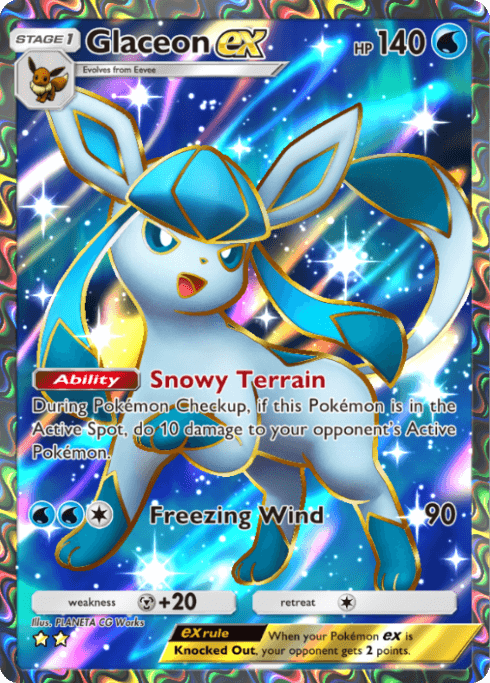 STAGE 1 Glaceon ex HP 140
Evolves from Eevee
Ability Snowy Terrain
During Pokémon Checkup, if this Pokémon is in the
Active Spot, do 10 damage to your opponent's Active
Pokémon.
Freezing Wind 90
weakness +20 retreat
Illus. PLANETA CG Works
ex rule When your Pokémon ex is
Knocked Out, your opponent gets 2 points.